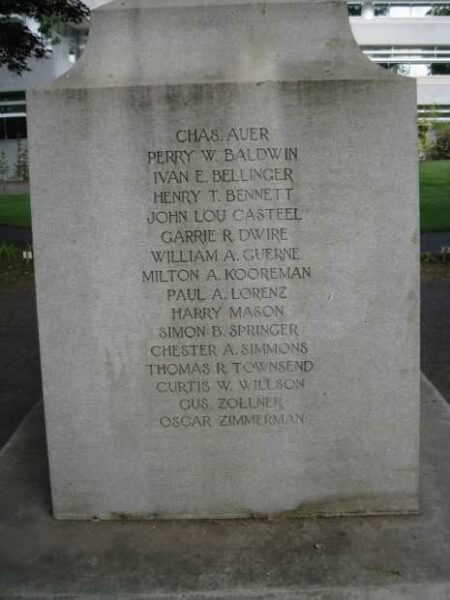 CHAS. AUER
PERRY W. BALDWIN
IVAN E. BELLINGER
HENRY T. BENNETT
JOHN LOU CASTEEL
GARRIE R. DWIRE
WILLIAM A. GUERNE
MILTON A. KOOREMAN
PAUL A. LORENZ
HARRY MASON
SIMON B. SPRINGER
CHESTER A. SIMMONS
THOMAS R. TOWNSEND
CURTIS W. WILLSON
GUS. ZOLLNER
OSCAR ZIMMERMAN